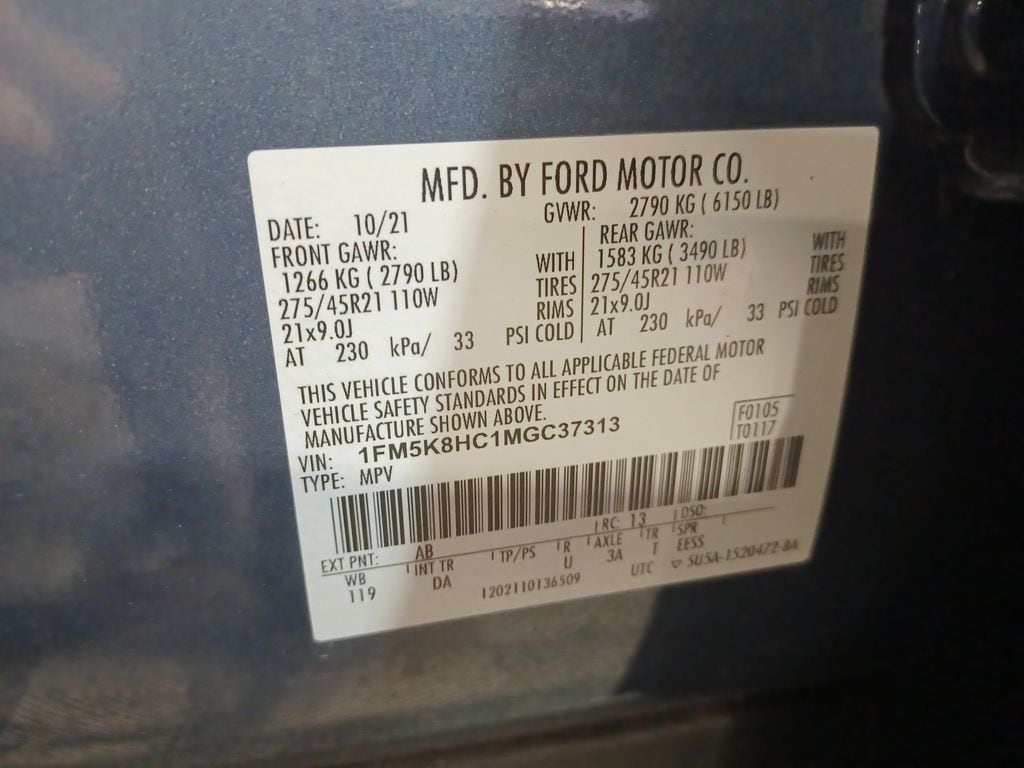 MFD. BY FORD MOTOR CO.
DATE: 10/21 GVWR: 2790 KG ( 6150 LB)
FRONT GAWR: REAR GAWR:
1266 KG ( 2790 LB) WITH 1583 KG ( 3490 LB) WITH
275/45R21 110W TIRES 275/45R21 110W TIRES
21x9.0J RIMS 21x9.0J RIMS
AT 230 kPa/ 33 PSI COLD AT 230 kPa/ 33 PSI COLD
THIS VEHICLE CONFORMS TO ALL APPLICABLE FEDERAL MOTOR
VEHICLE SAFETY STANDARDS IN EFFECT ON THE DATE OF
MANUFACTURE SHOWN ABOVE.
F0105
VIN: 1FM5K8HC1MGC37313 T0117
TYPE: MPV
EXT PNT: AB RC: 13 DSO:
WB INT TR TP/PS R AXLE TR SPR
119 DA U 3A T EESS
1202110136509 UTC 5U5A-1520472-BA